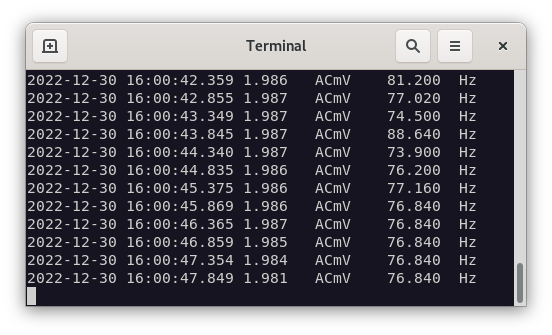 Terminal
2022-12-30 16:00:42.359 1.986   ACmV    81.200  Hz
2022-12-30 16:00:42.855 1.987   ACmV    77.020  Hz
2022-12-30 16:00:43.349 1.987   ACmV    74.500  Hz
2022-12-30 16:00:43.845 1.987   ACmV    88.640  Hz
2022-12-30 16:00:44.340 1.987   ACmV    73.900  Hz
2022-12-30 16:00:44.835 1.986   ACmV    76.200  Hz
2022-12-30 16:00:45.375 1.986   ACmV    77.160  Hz
2022-12-30 16:00:45.869 1.986   ACmV    76.840  Hz
2022-12-30 16:00:46.365 1.987   ACmV    76.840  Hz
2022-12-30 16:00:46.859 1.985   ACmV    76.840  Hz
2022-12-30 16:00:47.354 1.984   ACmV    76.840  Hz
2022-12-30 16:00:47.849 1.981   ACmV    76.840  Hz